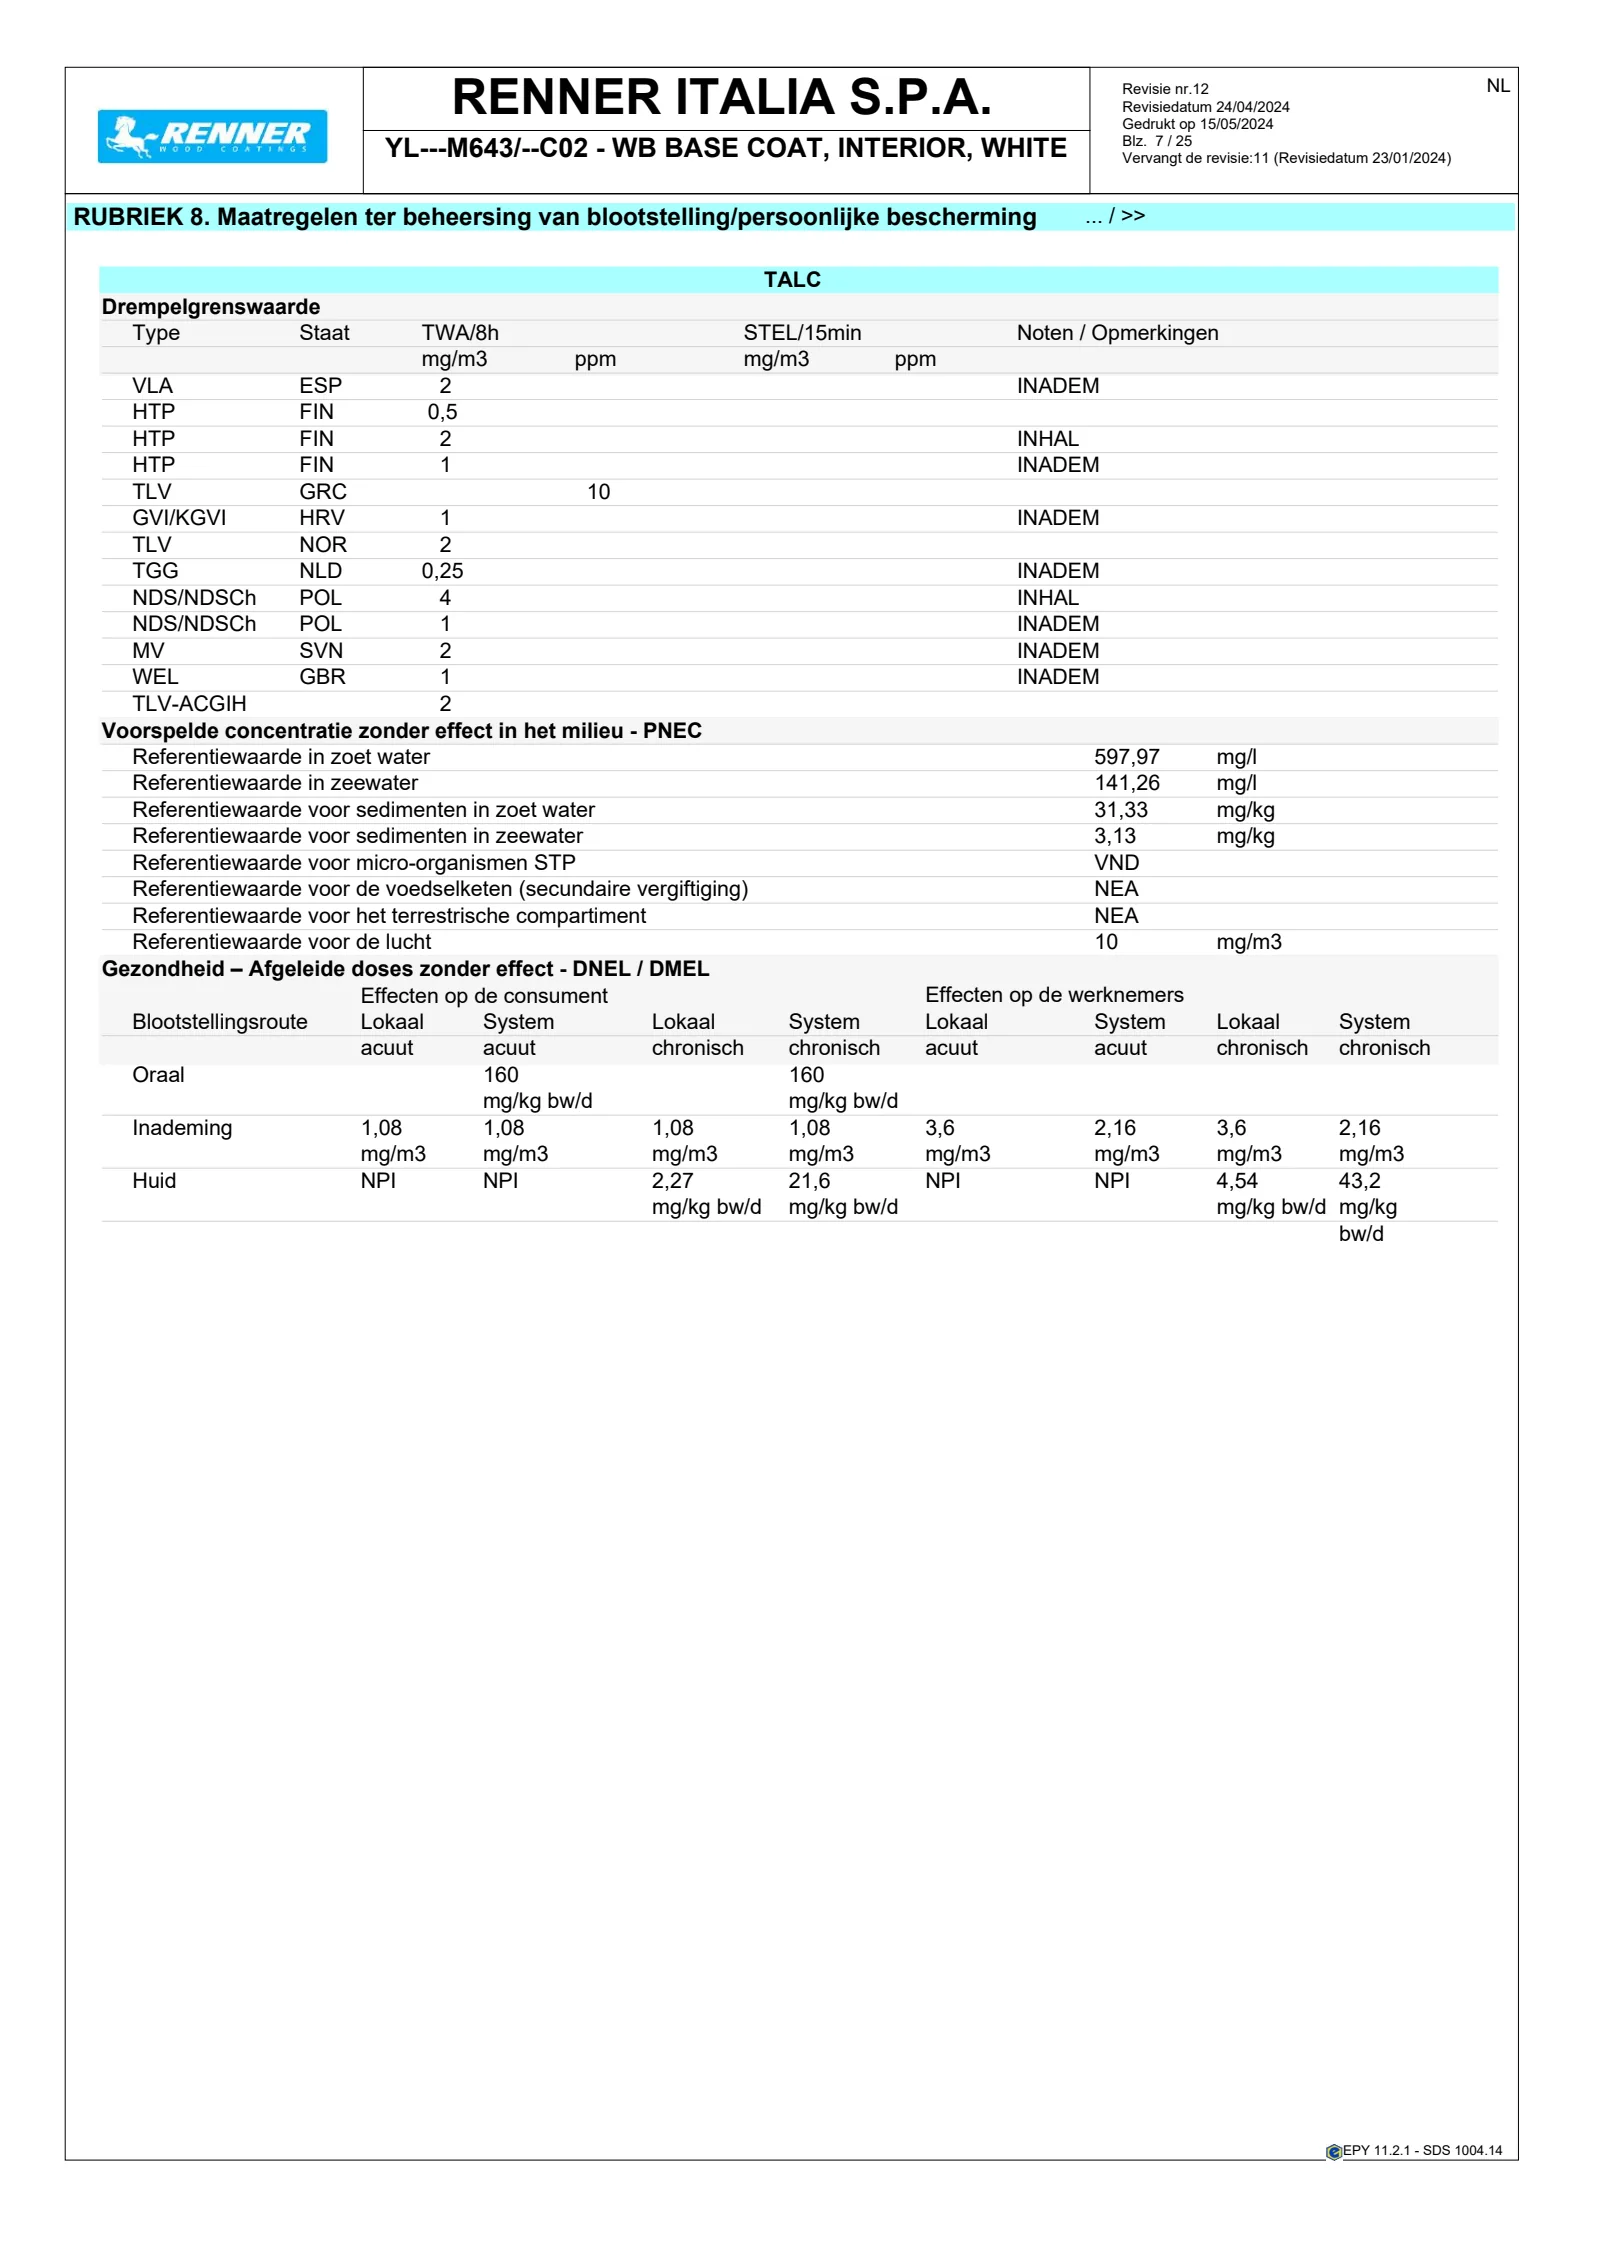 RENNER
WOOD COATINGS
RENNER ITALIA S.P.A.
YL---M643/--C02 - WB BASE COAT, INTERIOR, WHITE
Revisie nr.12
Revisiedatum 24/04/2024
Gedrukt op 15/05/2024
Blz. 7 / 25
Vervangt de revisie:11 (Revisiedatum 23/01/2024)
NL
RUBRIEK 8. Maatregelen ter beheersing van blootstelling/persoonlijke bescherming ... / >>
TALC
Drempelgrenswaarde
Type Staat TWA/8h STEL/15min Noten / Opmerkingen
mg/m3 ppm mg/m3 ppm
VLA ESP 2 INADEM
HTP FIN 0,5
HTP FIN 2 INHAL
HTP FIN 1 INADEM
TLV GRC 10
GVI/KGVI HRV 1 INADEM
TLV NOR 2
TGG NLD 0,25 INADEM
NDS/NDSCh POL 4 INHAL
NDS/NDSCh POL 1 INADEM
MV SVN 2 INADEM
WEL GBR 1 INADEM
TLV-ACGIH 2
Voorspelde concentratie zonder effect in het milieu - PNEC
Referentiewaarde in zoet water 597,97 mg/l
Referentiewaarde in zeewater 141,26 mg/l
Referentiewaarde voor sedimenten in zoet water 31,33 mg/kg
Referentiewaarde voor sedimenten in zeewater 3,13 mg/kg
Referentiewaarde voor micro-organismen STP VND
Referentiewaarde voor de voedselketen (secundaire vergiftiging) NEA
Referentiewaarde voor het terrestrische compartiment NEA
Referentiewaarde voor de lucht 10 mg/m3
Gezondheid – Afgeleide doses zonder effect - DNEL / DMEL
Effecten op de consument Effecten op de werknemers
Blootstellingsroute Lokaal System Lokaal System Lokaal System Lokaal System
acuut acuut chronisch chronisch acuut acuut chronisch chronisch
Oraal 160 160
mg/kg bw/d mg/kg bw/d
Inademing 1,08 1,08 1,08 1,08 3,6 2,16 3,6 2,16
mg/m3 mg/m3 mg/m3 mg/m3 mg/m3 mg/m3 mg/m3 mg/m3
Huid NPI NPI 2,27 21,6 NPI NPI 4,54 43,2
mg/kg bw/d mg/kg bw/d mg/kg bw/d mg/kg
bw/d
EPY 11.2.1 - SDS 1004.14